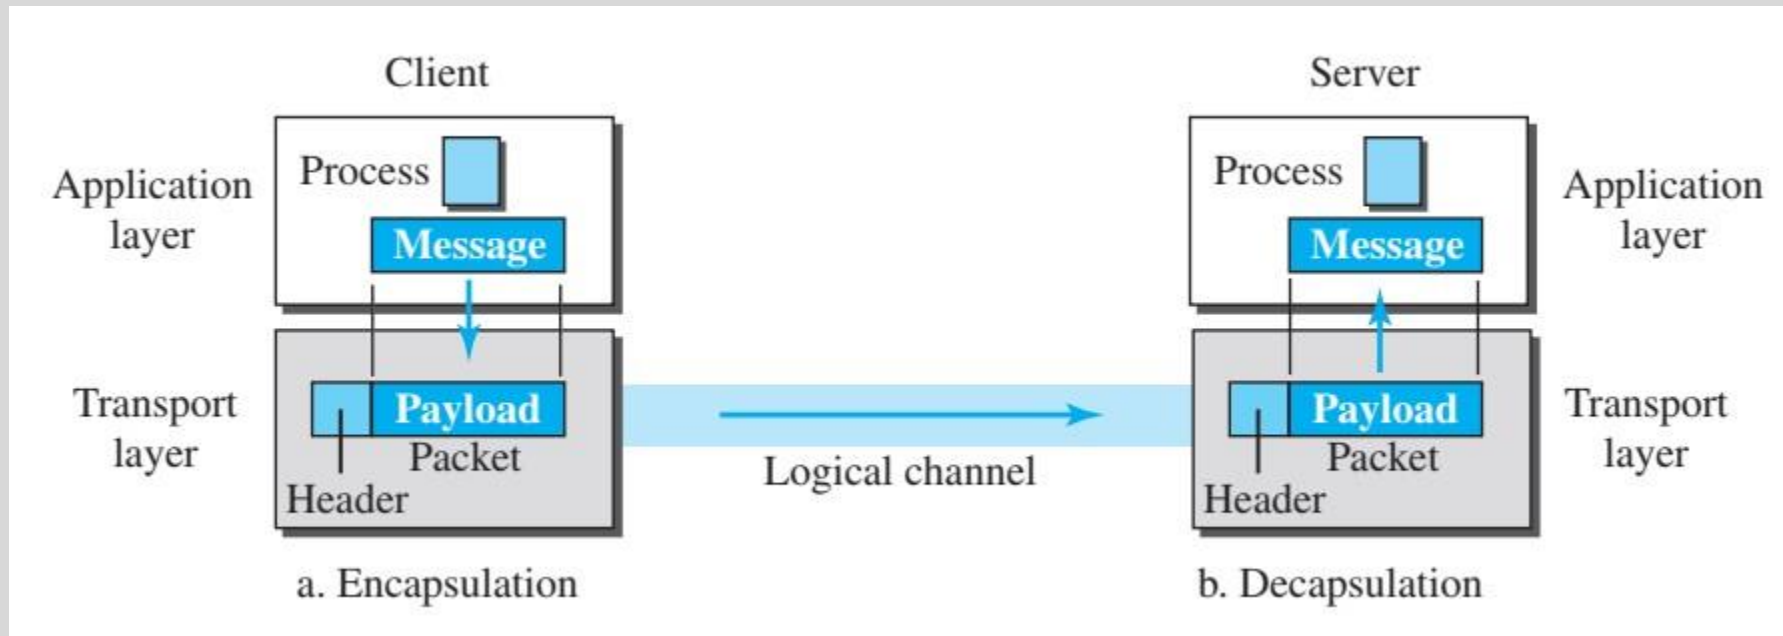 Client
Application
layer
Process
Message
Transport
layer
Payload
Packet
Header
a. Encapsulation
Logical channel
Server
Process
Message
Application
layer
Payload
Packet
Header
Transport
layer
b. Decapsulation